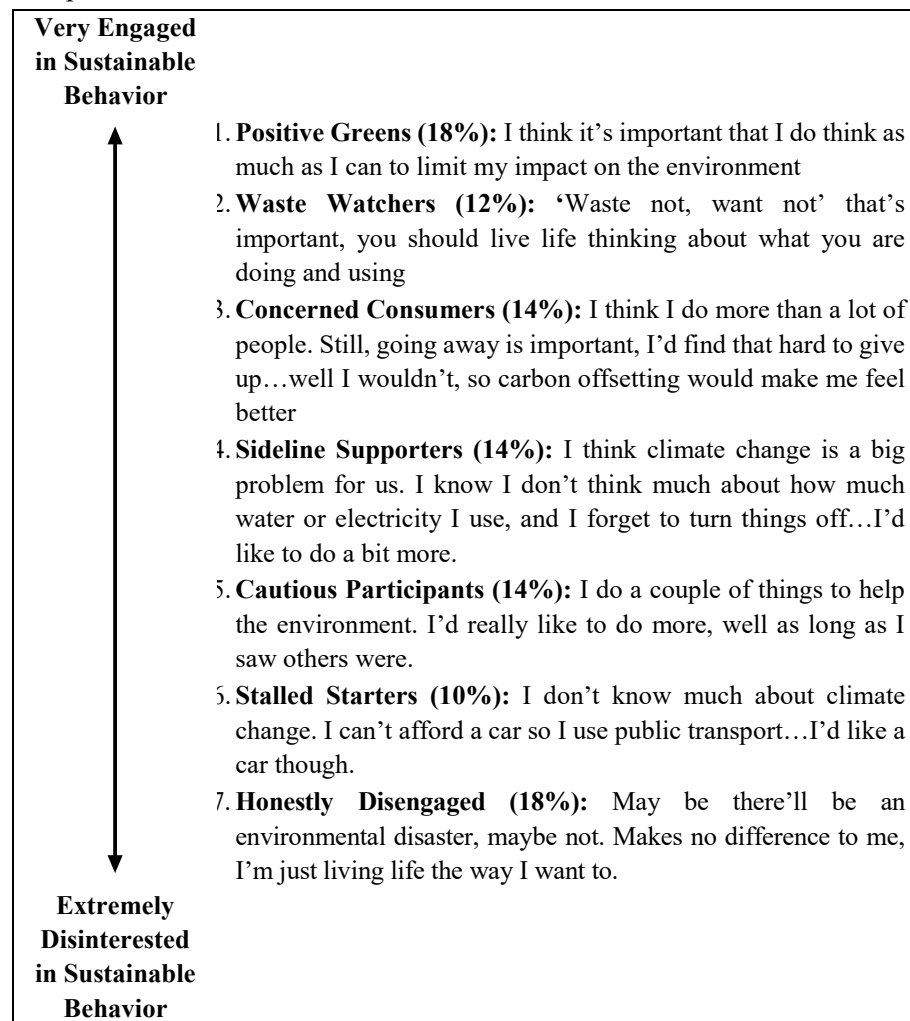 Very Engaged
in Sustainable
Behavior
1. Positive Greens (18%): I think it's important that I do think as
much as I can to limit my impact on the environment
2. Waste Watchers (12%): ‘Waste not, want not’ that's
important, you should live life thinking about what you are
doing and using
3. Concerned Consumers (14%): I think I do more than a lot of
people. Still, going away is important, I'd find that hard to give
up…well I wouldn't, so carbon offsetting would make me feel
better
4. Sideline Supporters (14%): I think climate change is a big
problem for us. I know I don't think much about how much
water or electricity I use, and I forget to turn things off…I'd
like to do a bit more.
5. Cautious Participants (14%): I do a couple of things to help
the environment. I'd really like to do more, well as long as I
saw others were.
6. Stalled Starters (10%): I don't know much about climate
change. I can't afford a car so I use public transport…I'd like a
car though.
7. Honestly Disengaged (18%): May be there'll be an
environmental disaster, maybe not. Makes no difference to me,
I'm just living life the way I want to.
Extremely
Disinterested
in Sustainable
Behavior